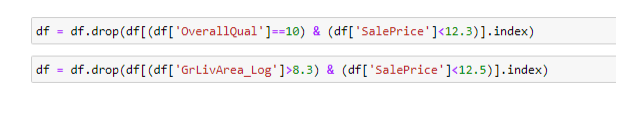 df = df.drop(df[(df['OverallQual']==10) & (df['SalePrice']<12.3)].index)
df = df.drop(df[(df['GrLivArea_Log']>8.3) & (df['SalePrice']<12.5)].index)